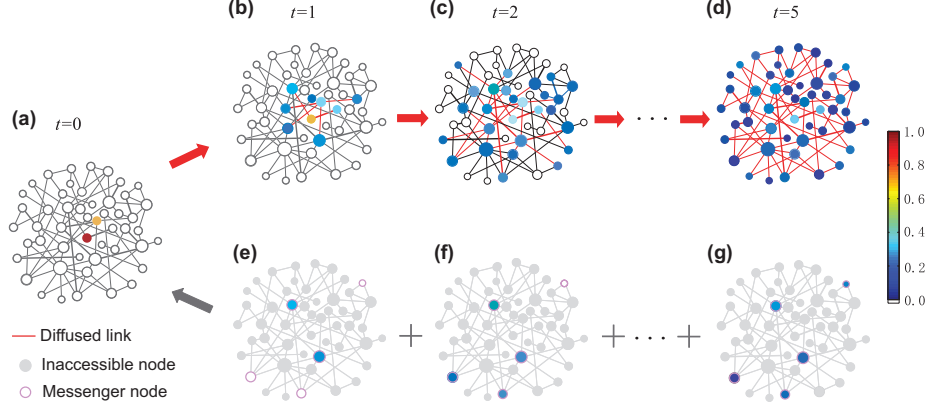 (a) t=0
(b) t=1
(c) t=2
(d) t=5
· · ·
(e)
(f)
(g)
+ + · · · +
Diffused link
Inaccessible node
Messenger node
1. 0
0. 8
0. 6
0. 4
0. 2
0. 0